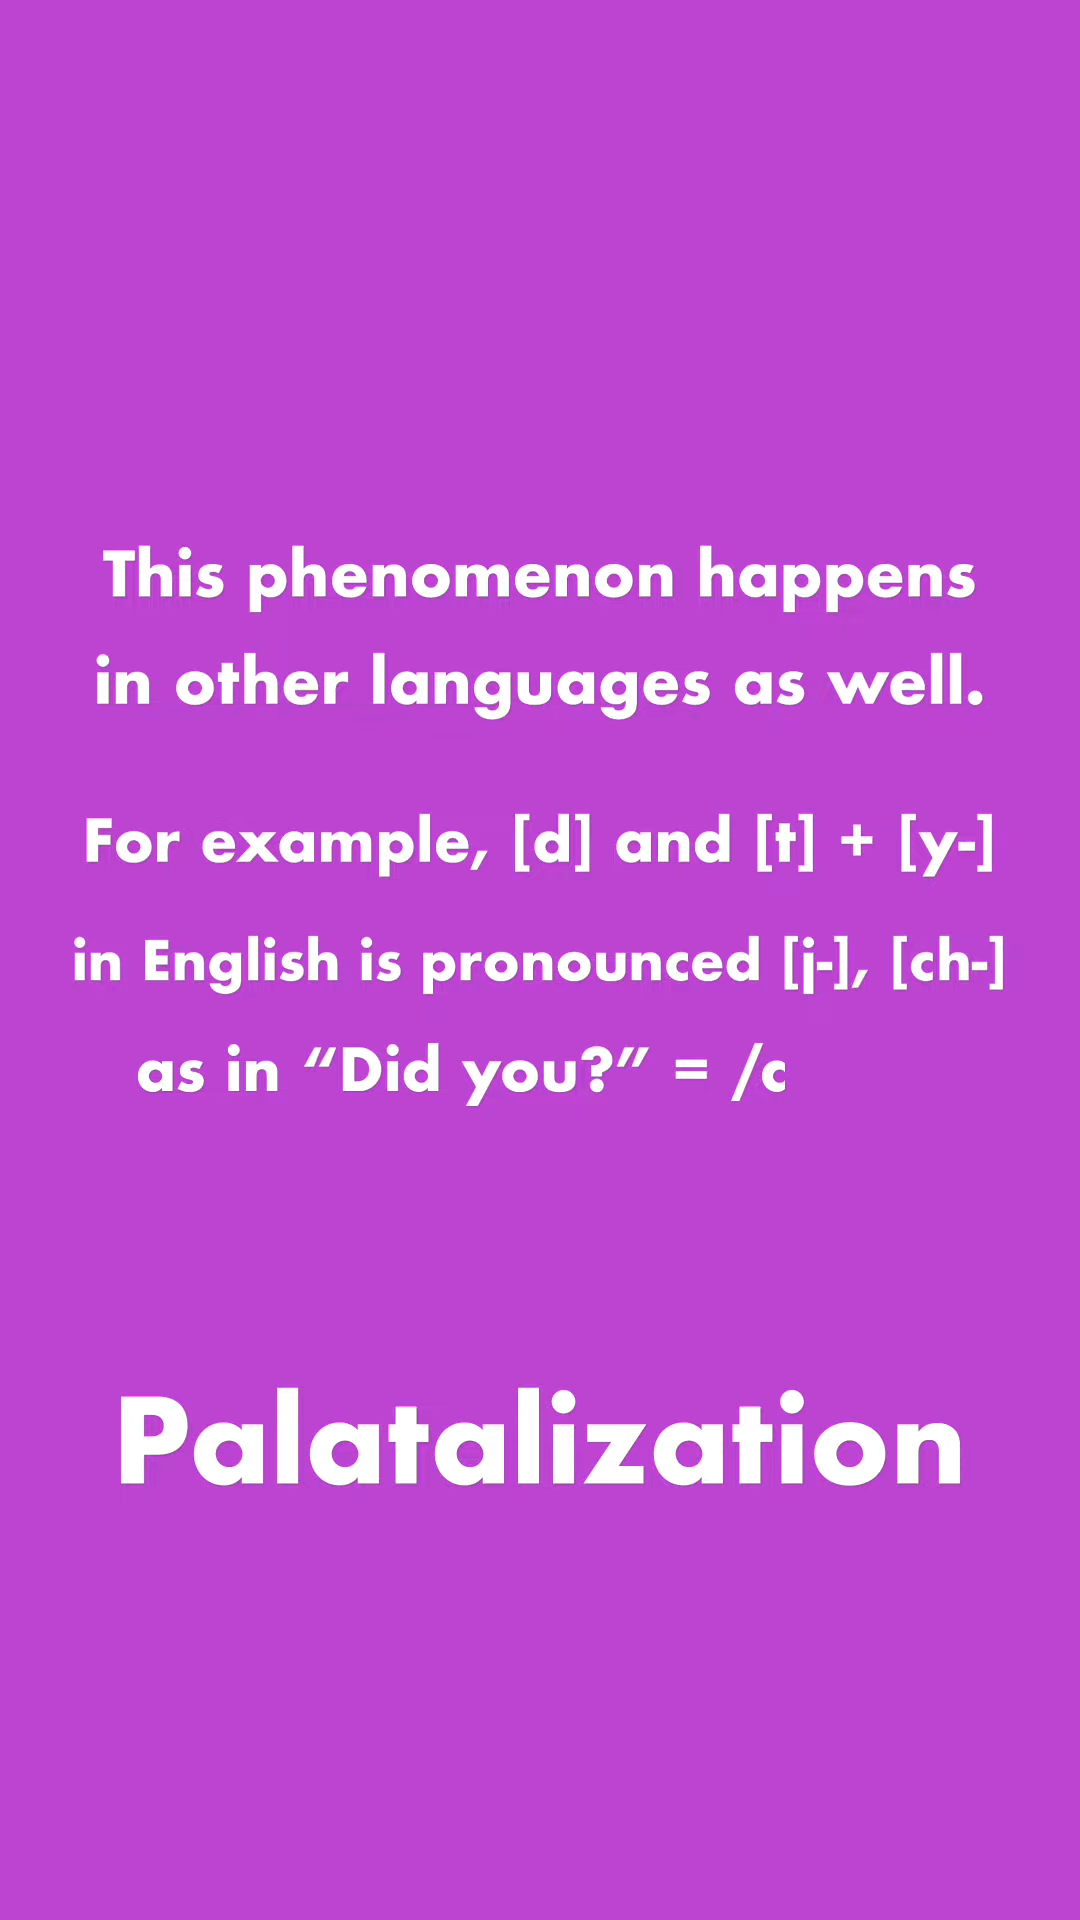 This phenomenon happens
in other languages as well.
For example, [d] and [t] + [y-]
in English is pronounced [j-], [ch-]
as in “Did you?” =
Palatalization